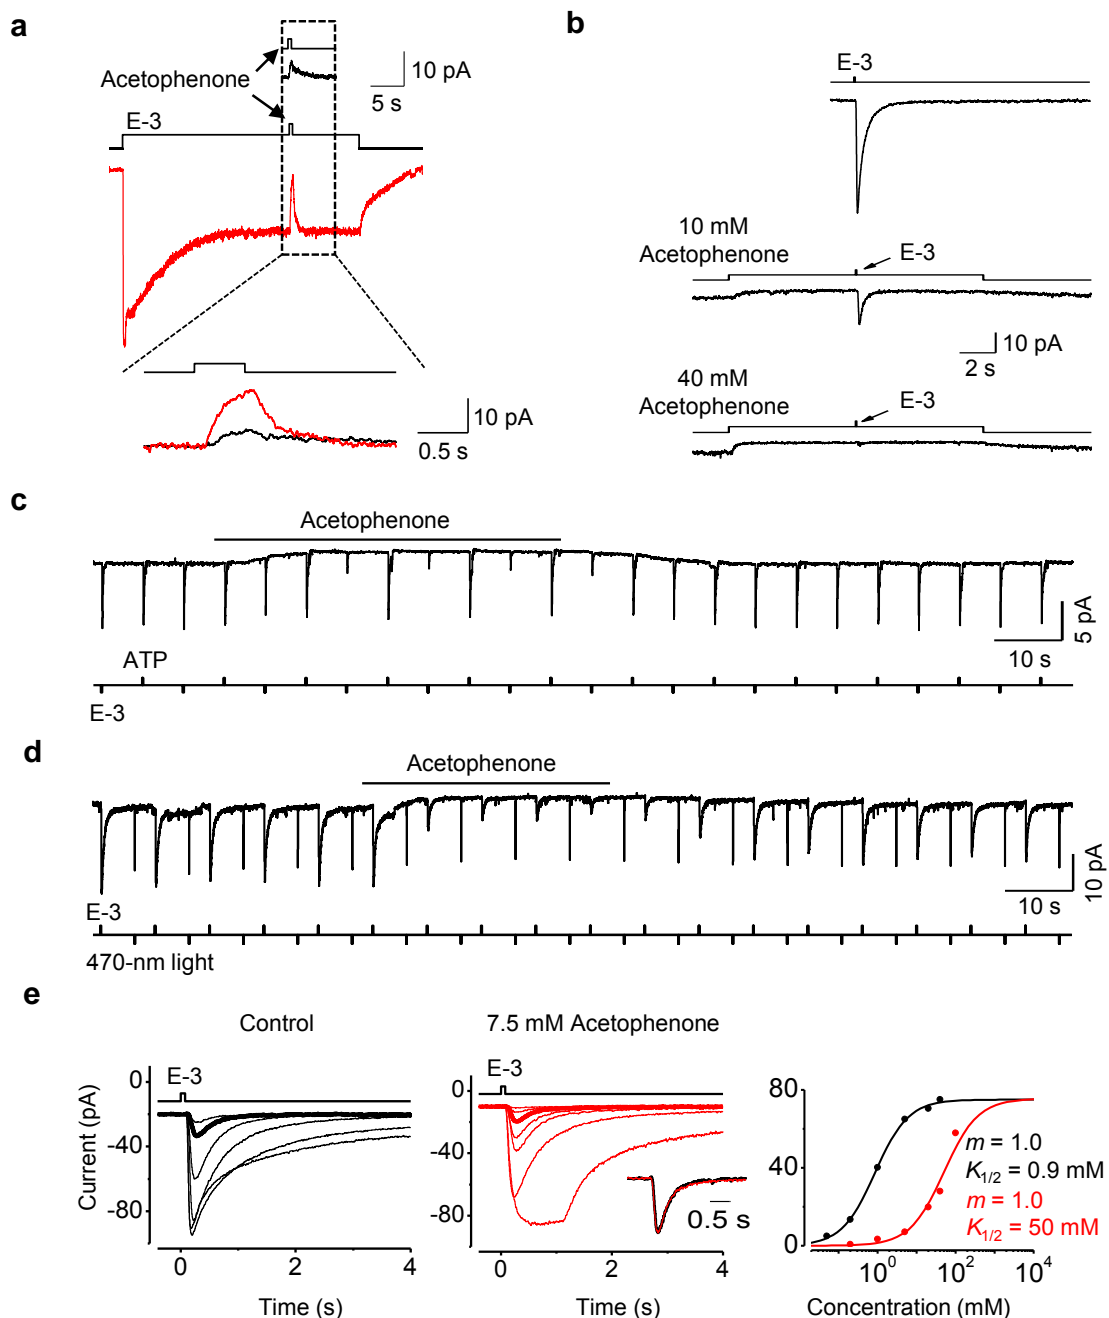 a
Acetophenone
10 pA
5 s
E-3
10 pA
0.5 s
b
E-3
10 mM
Acetophenone
E-3
10 pA
2 s
40 mM
Acetophenone
E-3
c
Acetophenone
5 pA
10 s
ATP
E-3
d
Acetophenone
10 pA
10 s
E-3
470-nm light
e
Control
E-3
Current (pA)
0
-40
-80
0
2
4
Time (s)
7.5 mM Acetophenone
E-3
0
-40
-80
0.5 s
0
2
4
Time (s)
80
40
0
m = 1.0
K1/2 = 0.9 mM
m = 1.0
K1/2 = 50 mM
10^0
10^2
10^4
Concentration (mM)